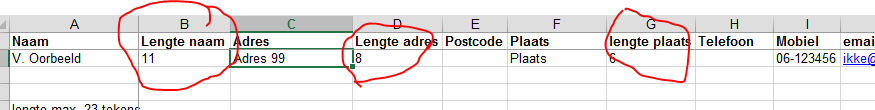 A B C D E F G H I
Naam Lengte naam Adres Lengte adres Postcode Plaats lengte plaats Telefoon Mobiel emai
V. Oorbeeld 11 Adres 99 8 Plaats 6 06-123456 ikke@
lengte max. 23 tekens